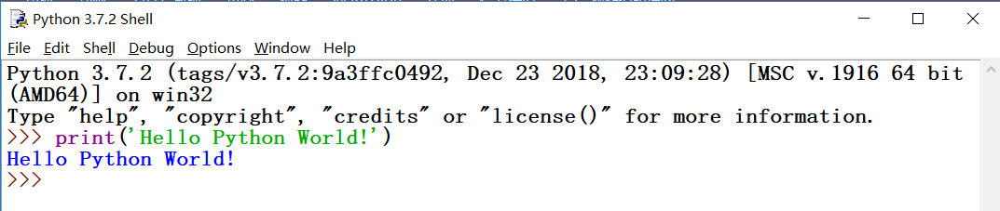 Python 3.7.2 Shell
File Edit Shell Debug Options Window Help
Python 3.7.2 (tags/v3.7.2:9a3ffc0492, Dec 23 2018, 23:09:28) [MSC v.1916 64 bit
(AMD64)] on win32
Type "help", "copyright", "credits" or "license()" for more information.
>>> print('Hello Python World!')
Hello Python World!
>>>